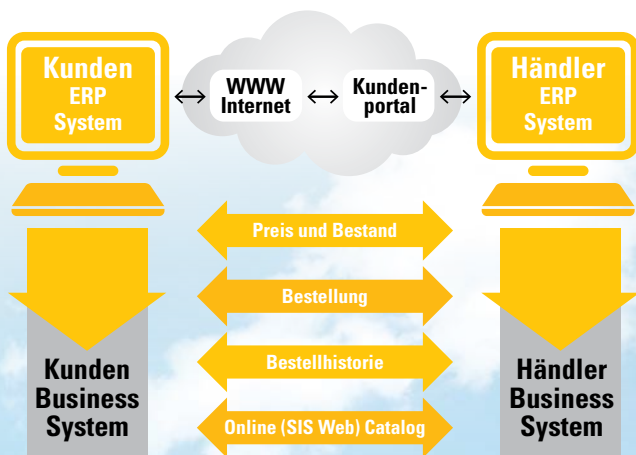 Kunden
ERP
System
WWW
Internet
Kunden-
portal
Händler
ERP
System
Preis und Bestand
Bestellung
Bestellhistorie
Online (SIS Web) Catalog
Kunden
Business
System
Händler
Business
System